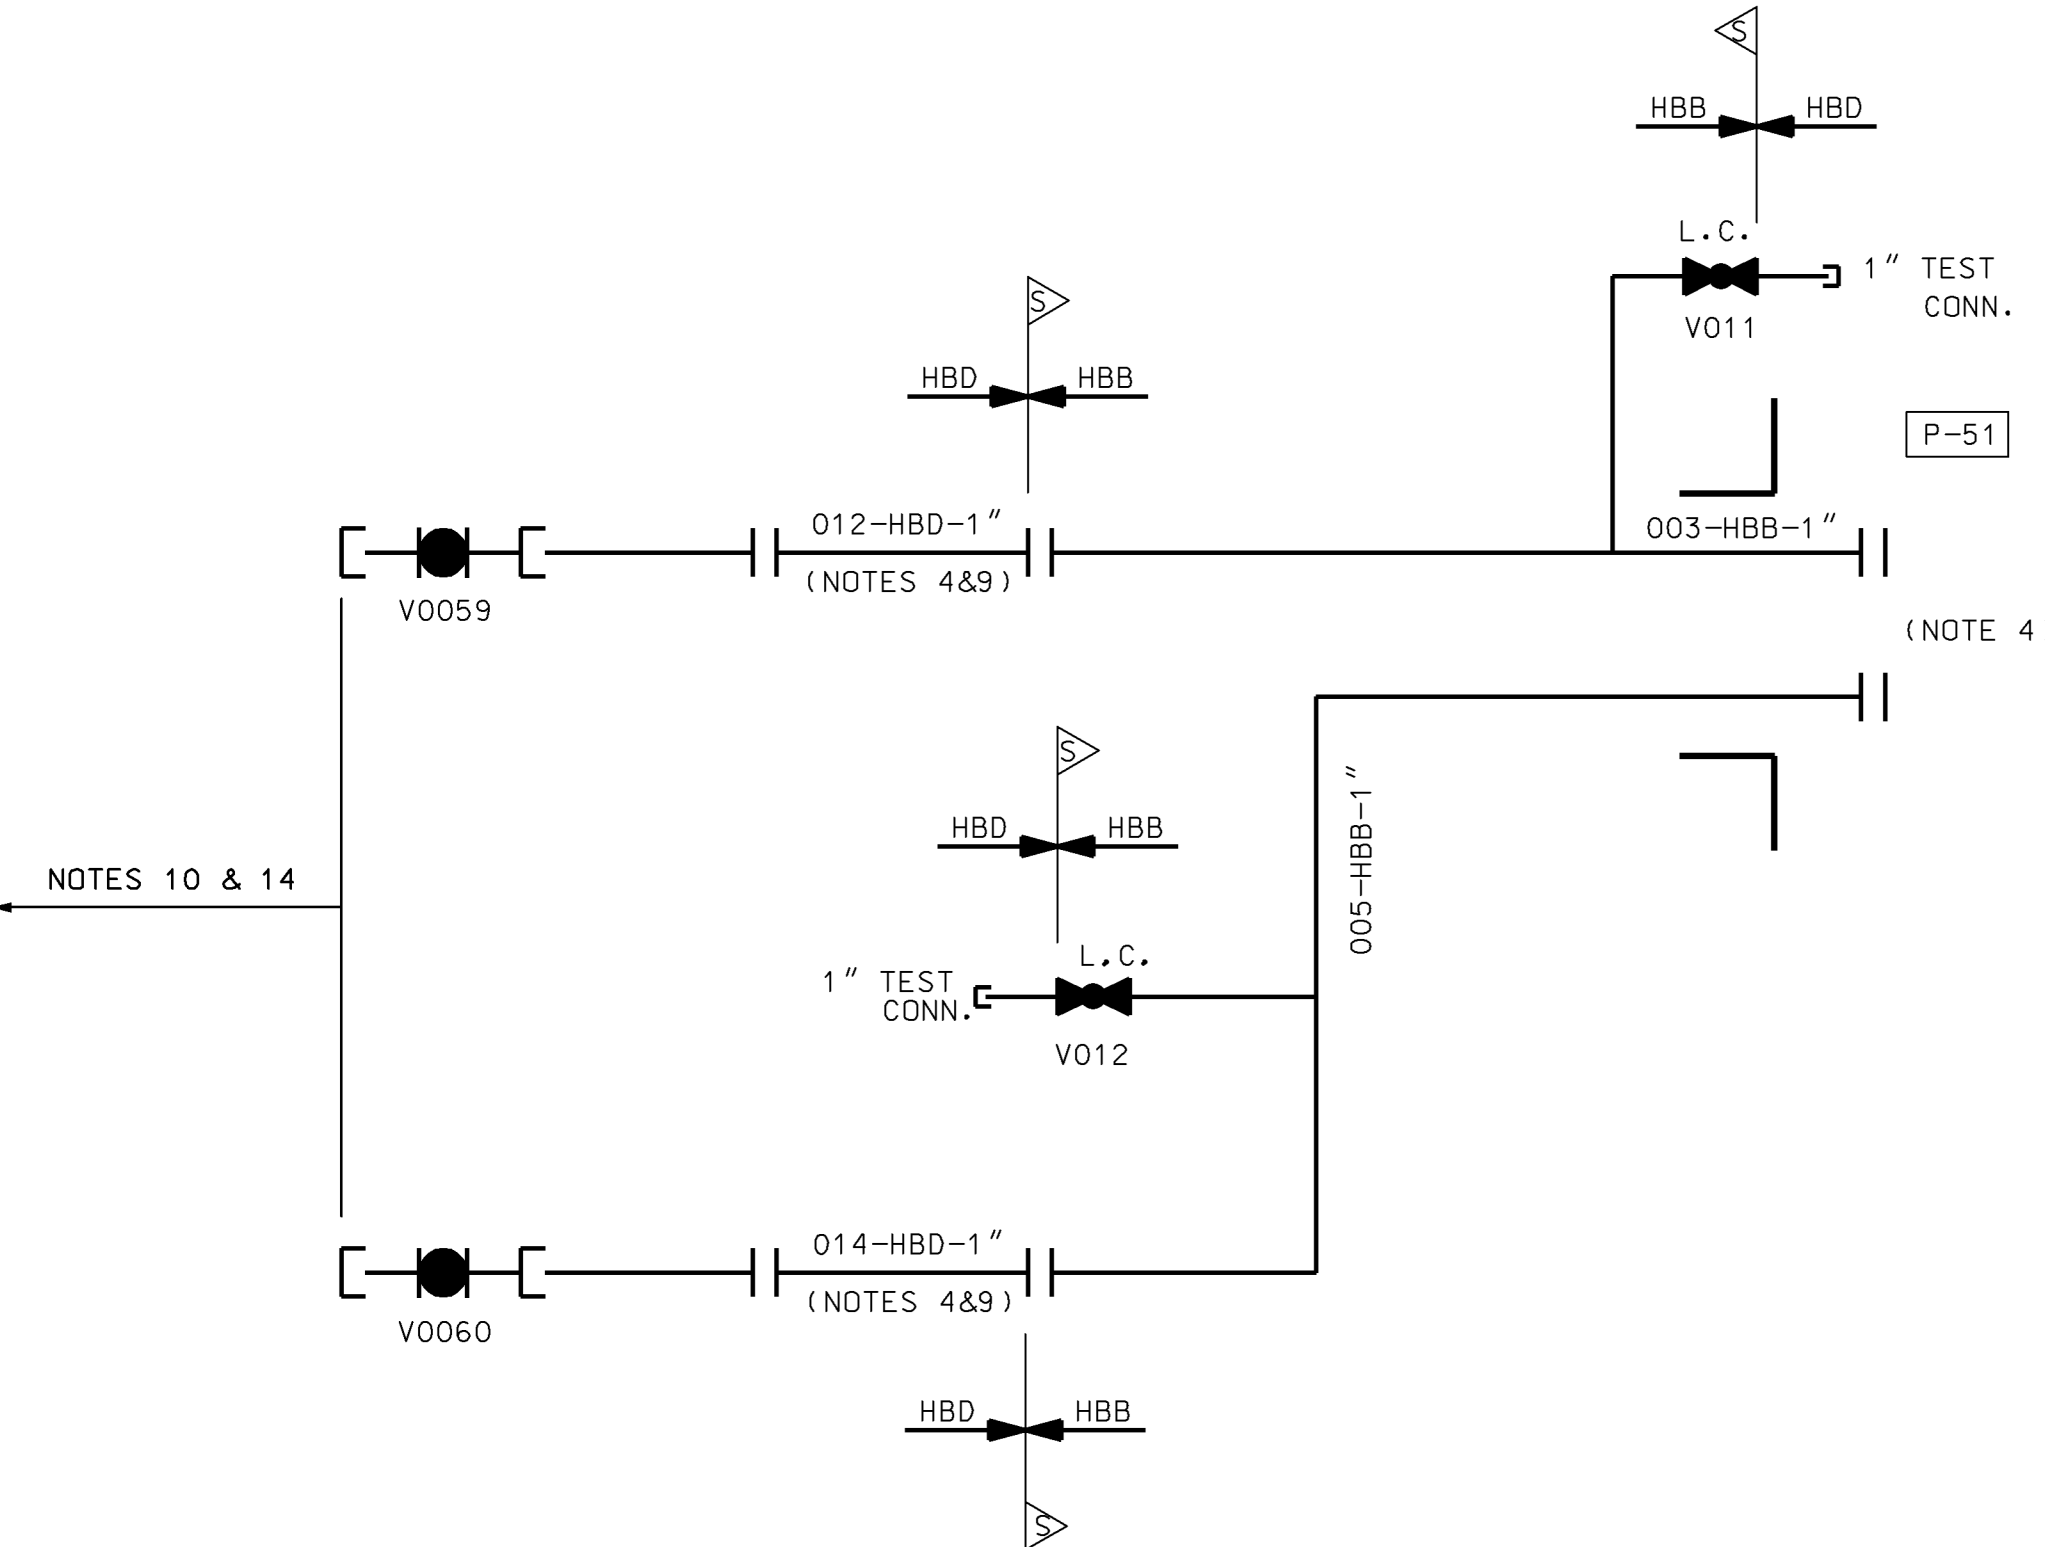 S
HBB HBD
L.C.
1" TEST
CONN.
V011
S
HBD HBB
P-51
012-HBD-1"
003-HBB-1"
(NOTES 4&9)
V0059
(NOTE 4
S
HBD HBB
005-HBB-1"
NOTES 10 & 14
L.C.
1" TEST
CONN.
V012
014-HBD-1"
(NOTES 4&9)
V0060
HBD HBB
S